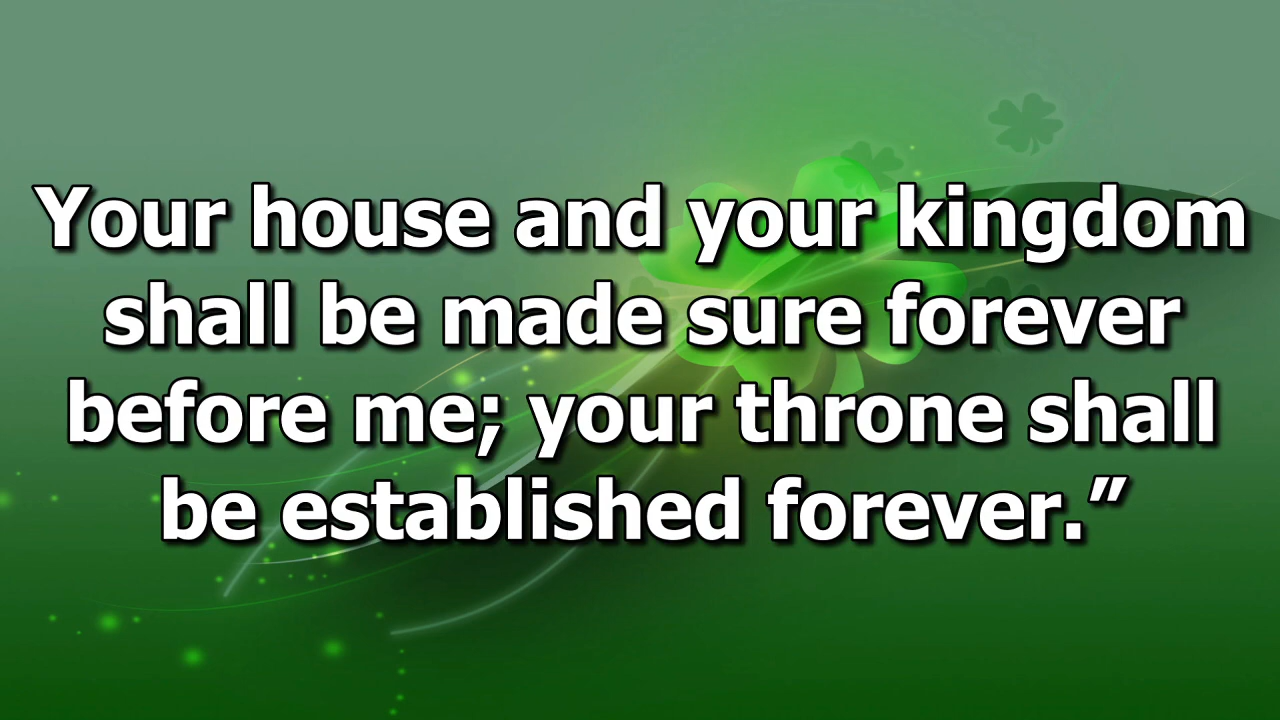 Your house and your kingdom
shall be made sure forever
before me; your throne shall
be established forever.”